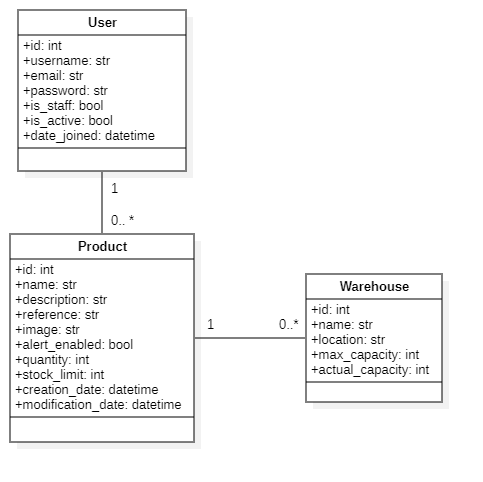 User
+id: int
+username: str
+email: str
+password: str
+is_staff: bool
+is_active: bool
+date_joined: datetime
1
0.. *
Product
+id: int
+name: str
+description: str
+reference: str
+image: str
+alert_enabled: bool
+quantity: int
+stock_limit: int
+creation_date: datetime
+modification_date: datetime
1
0..*
Warehouse
+id: int
+name: str
+location: str
+max_capacity: int
+actual_capacity: int